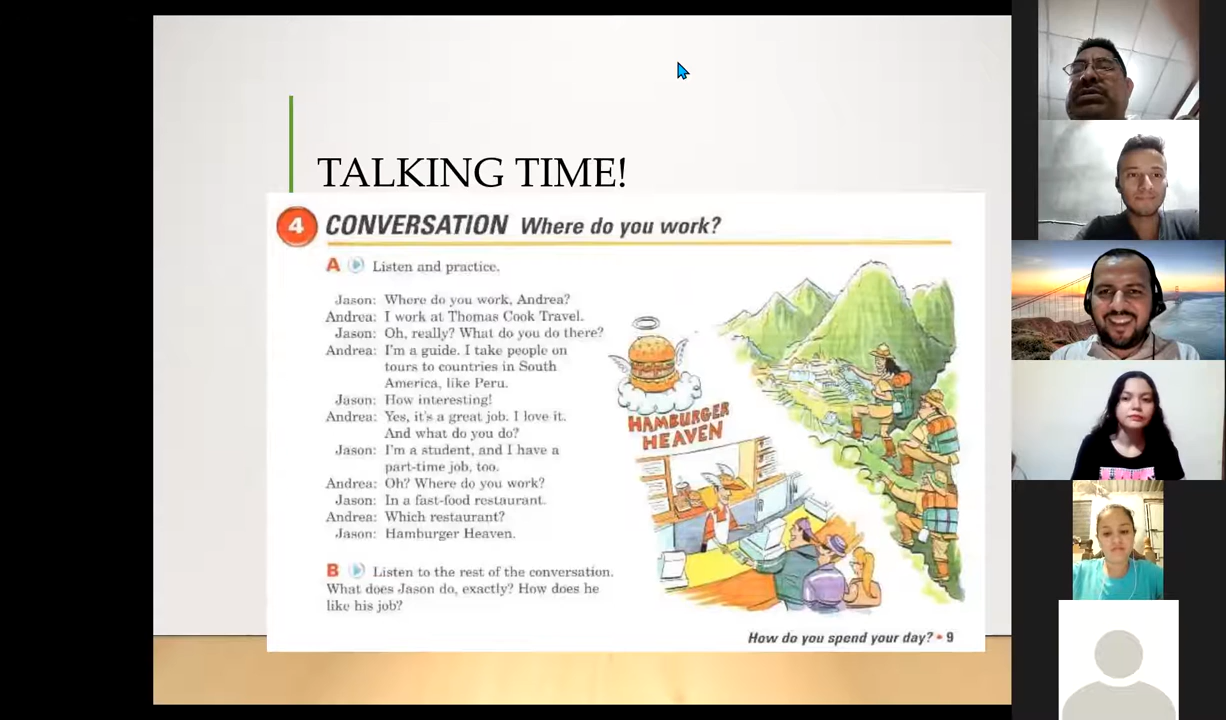 TALKING TIME!
4 CONVERSATION Where do you work?
A Listen and practice.
Jason: Where do you work, Andrea?
Andrea: I work at Thomas Cook Travel.
Jason: Oh, really? What do you do there?
Andrea: I'm a guide. I take people on
tours to countries in South
America, like Peru.
Jason: How interesting!
Andrea: Yes, it's a great job. I love it.
And what do you do?
Jason: I'm a student, and I have a
part-time job, too.
Andrea: Oh? Where do you work?
Jason: In a fast-food restaurant.
Andrea: Which restaurant?
Jason: Hamburger Heaven.
B Listen to the rest of the conversation.
What does Jason do, exactly? How does he
like his job?
HAMBURGER
HEAVEN
How do you spend your day? • 9